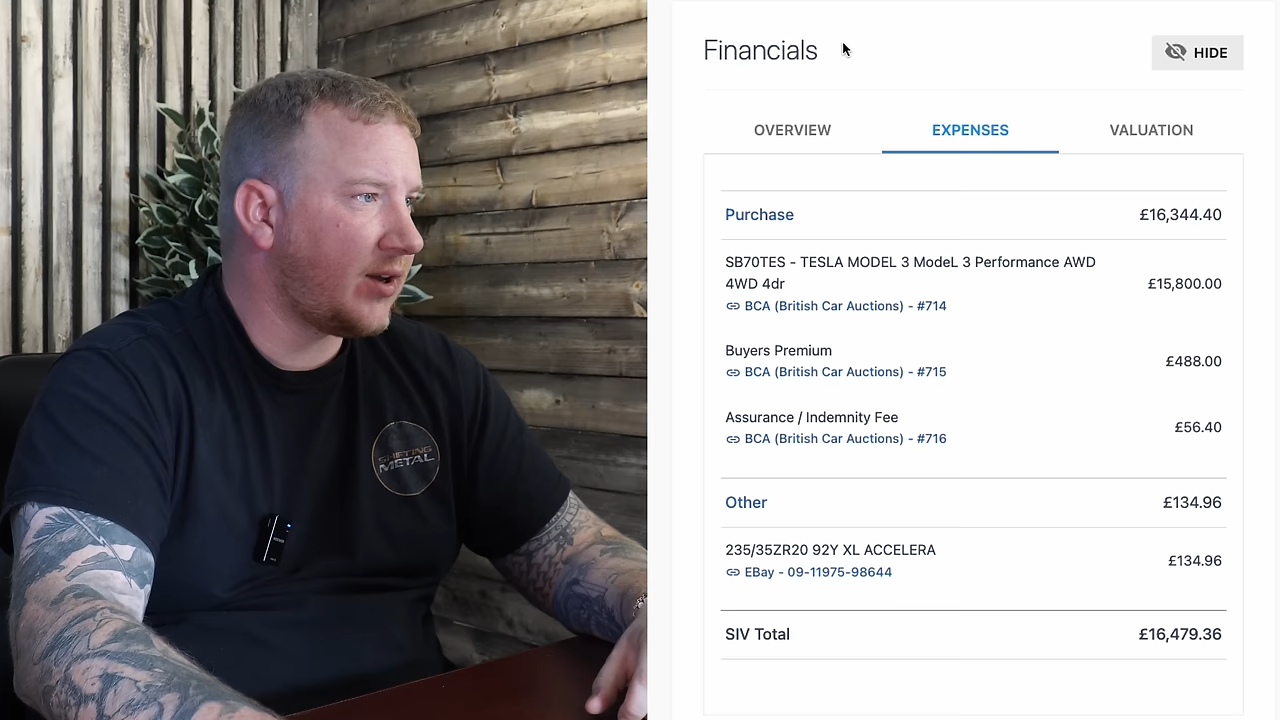 SHIFTING
METAL
Financials
HIDE
OVERVIEW
EXPENSES
VALUATION
Purchase
£16,344.40
SB70TES - TESLA MODEL 3 ModeL 3 Performance AWD
4WD 4dr
£15,800.00
BCA (British Car Auctions) - #714
Buyers Premium
£488.00
BCA (British Car Auctions) - #715
Assurance / Indemnity Fee
£56.40
BCA (British Car Auctions) - #716
Other
£134.96
235/35ZR20 92Y XL ACCELERA
£134.96
EBay - 09-11975-98644
SIV Total
£16,479.36